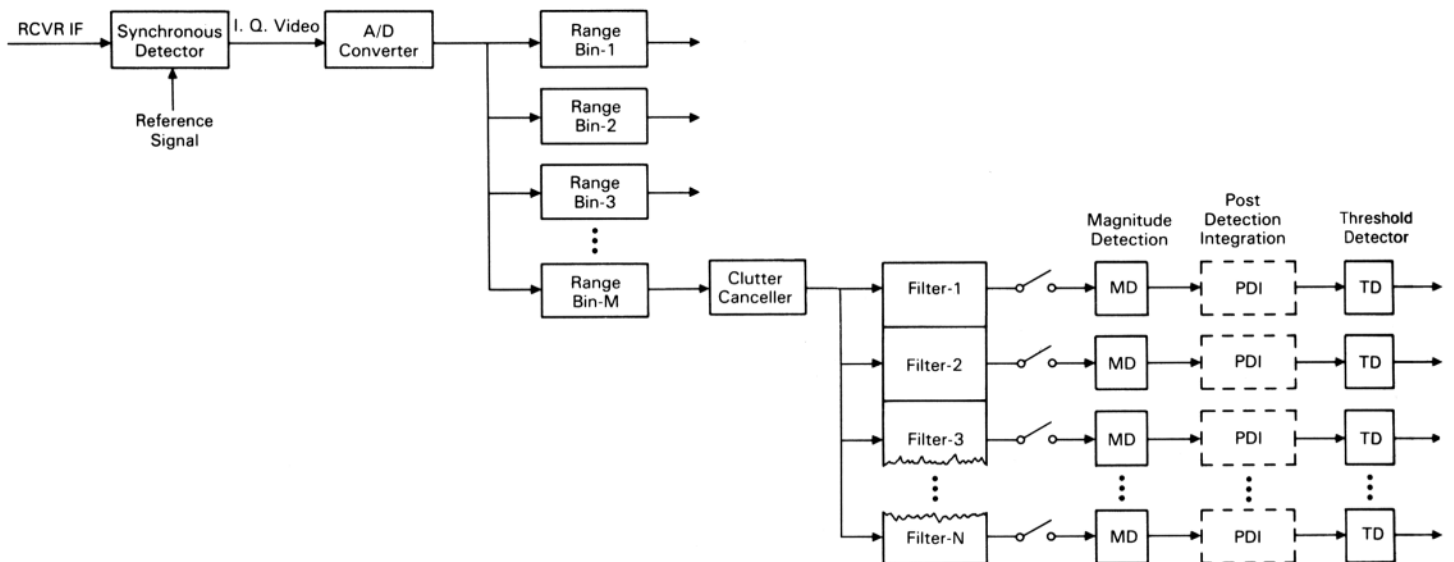 RCVR IF
Synchronous
Detector
I. Q. Video
A/D
Converter
Reference
Signal
Range
Bin-1
Range
Bin-2
Range
Bin-3
Range
Bin-M
Clutter
Canceller
Magnitude
Detection
Post
Detection
Integration
Threshold
Detector
Filter-1
MD
PDI
TD
Filter-2
MD
PDI
TD
Filter-3
MD
PDI
TD
Filter-N
MD
PDI
TD